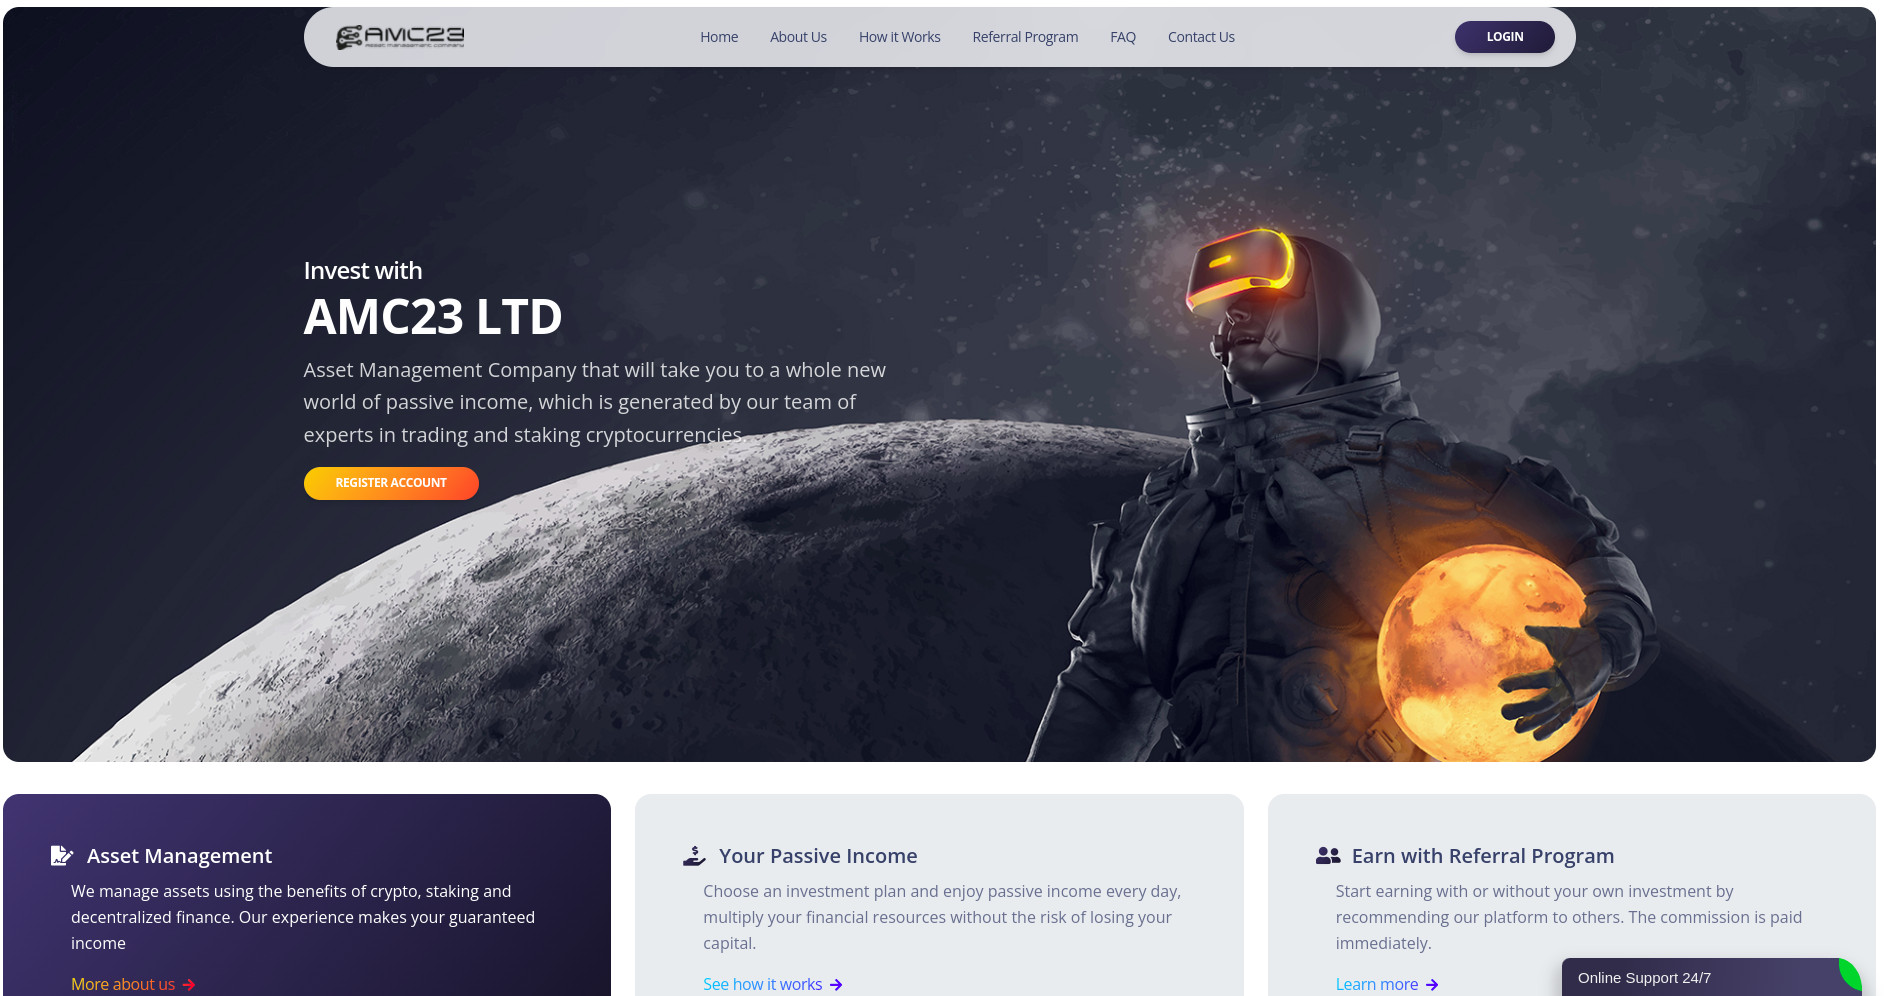 AMC23
Asset management company
Home
About Us
How it Works
Referral Program
FAQ
Contact Us
LOGIN
Invest with
AMC23 LTD
Asset Management Company that will take you to a whole new
world of passive income, which is generated by our team of
experts in trading and staking cryptocurrencies.
REGISTER ACCOUNT
Asset Management
We manage assets using the benefits of crypto, staking and
decentralized finance. Our experience makes your guaranteed
income
More about us
Your Passive Income
Choose an investment plan and enjoy passive income every day,
multiply your financial resources without the risk of losing your
capital.
See how it works
Earn with Referral Program
Start earning with or without your own investment by
recommending our platform to others. The commission is paid
immediately.
Learn more
Online Support 24/7